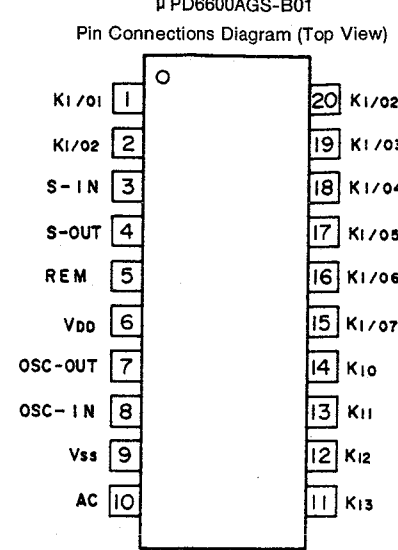 μPD6600AGS-B01
Pin Connections Diagram (Top View)
KI/O1 1
KI/O2 2
S-IN 3
S-OUT 4
REM 5
VDD 6
OSC-OUT 7
OSC-IN 8
Vss 9
AC 10
20 KI/O2
19 KI/O3
18 KI/O4
17 KI/O5
16 KI/O6
15 KI/O7
14 KI0
13 KI1
12 KI2
11 KI3